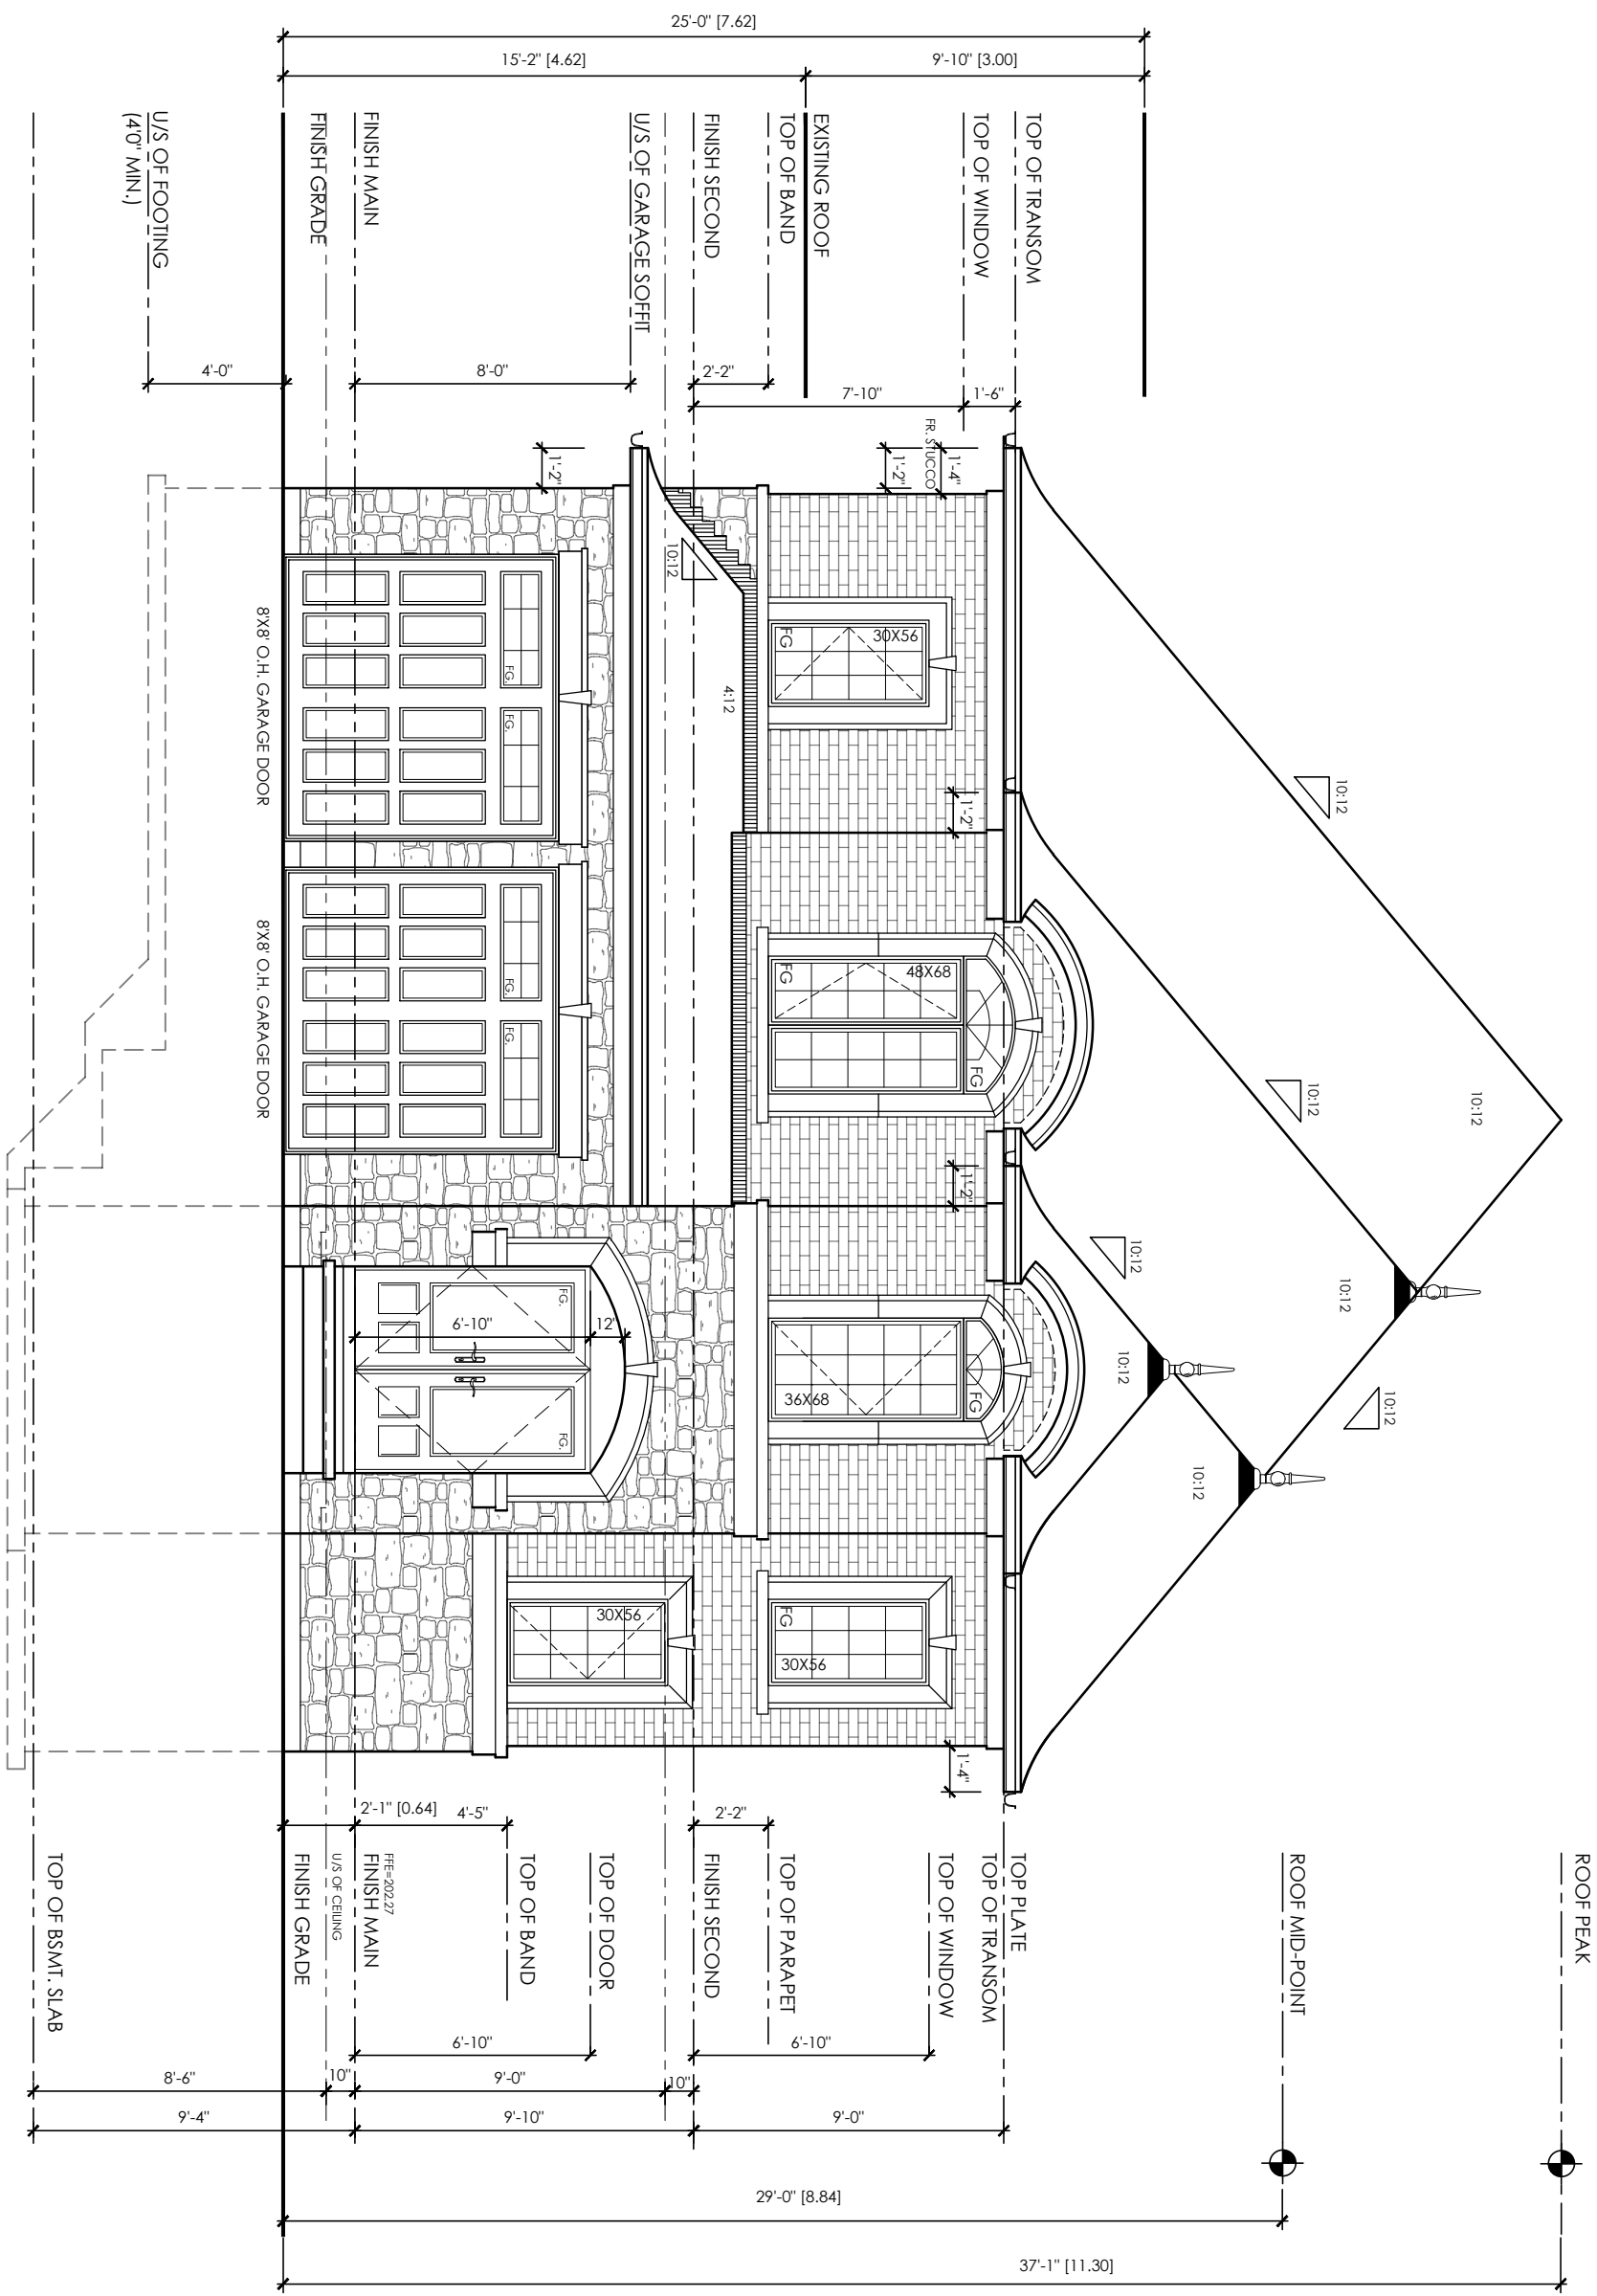 25'-0" [7.62]
15'-2" [4.62]
9'-10" [3.00]
TOP OF TRANSOM
TOP OF WINDOW
EXISTING ROOF
TOP OF BAND
FINISH SECOND
U/S OF GARAGE SOFFIT
FINISH MAIN
FINISH GRADE
U/S OF FOOTING
(4'0" MIN.)
4'-0"
8'-0"
2'-2"
7'-10"
1'-6"
FR. STUCCO
1'-4"
1'-2"
1'-2"
10:12
4:12
30X56
FG
1'-2"
48X68
FG
FG
1'-2"
36X68
FG
30X56
30X56
FG
1'-4"
10:12
10:12
10:12
10:12
10:12
10:12
10:12
10:12
FG.
FG.
FG.
FG.
8'X8' O.H. GARAGE DOOR
8'X8' O.H. GARAGE DOOR
6'-10"
12"
FG.
FG.
2'-1" [0.64]
4'-5"
2'-2"
ROOF PEAK
ROOF MID-POINT
TOP PLATE
TOP OF TRANSOM
TOP OF WINDOW
TOP OF PARAPET
FINISH SECOND
TOP OF DOOR
TOP OF BAND
FFE=202.27
FINISH MAIN
U/S OF CEILING
FINISH GRADE
TOP OF BSMT. SLAB
6'-10"
6'-10"
8'-6"
10"
9'-0"
10"
9'-4"
9'-10"
9'-0"
29'-0" [8.84]
37'-1" [11.30]